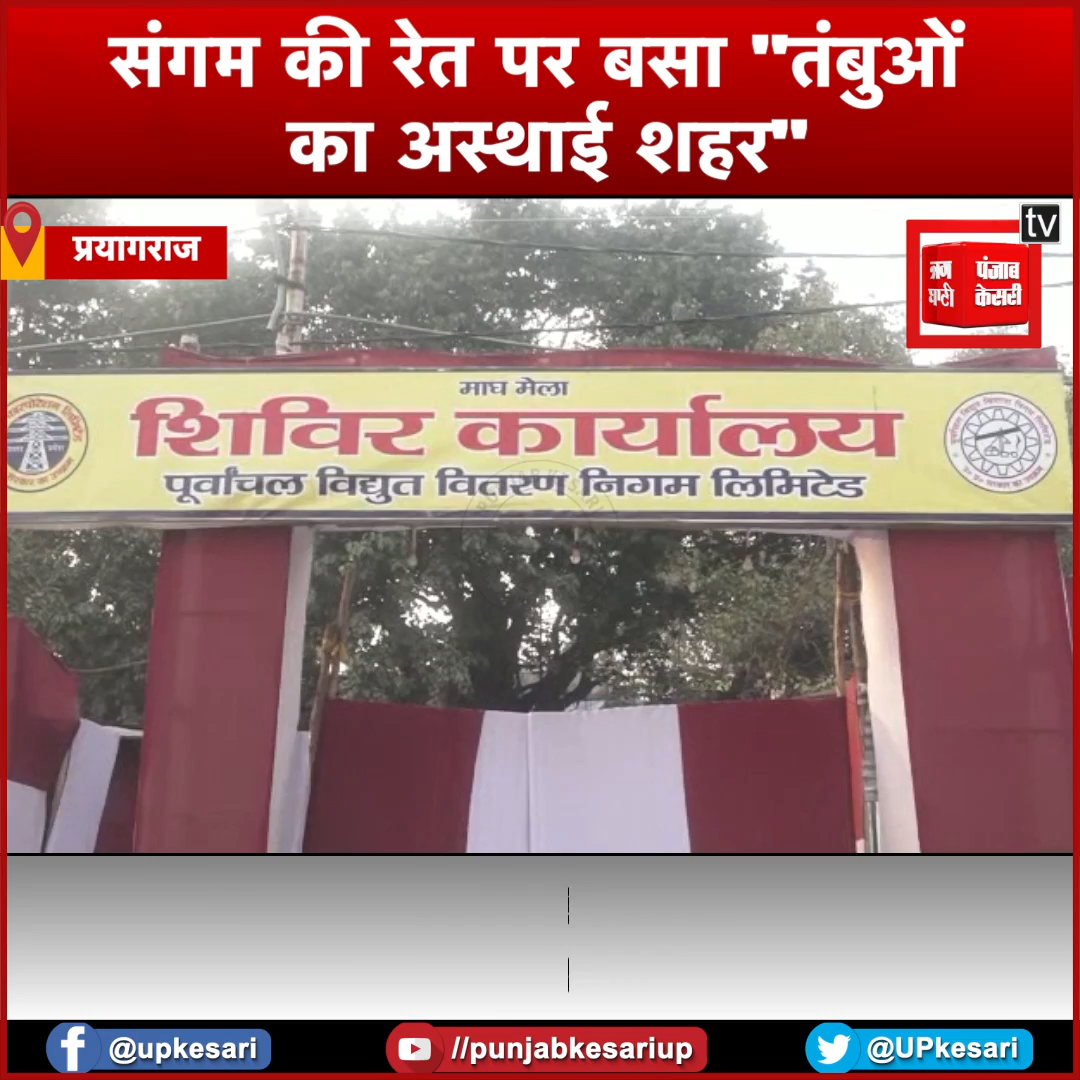 संगम की रेत पर बसा "तंबुओं
का अस्थाई शहर"
प्रयागराज
tv
पंजाब
केसरी
माघ मेला
शिविर कार्यालय
पूर्वांचल विद्युत वितरण निगम लिमिटेड
@upkesari
//punjabkesariup
@UPkesari